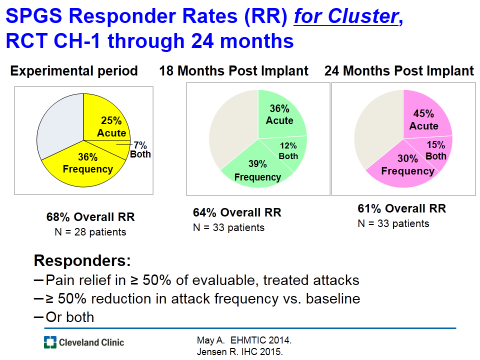 SPGS Responder Rates (RR) for Cluster,
RCT CH-1 through 24 months
Experimental period
25%
Acute
7%
Both
36%
Frequency
68% Overall RR
N = 28 patients
18 Months Post Implant
36%
Acute
12%
Both
39%
Frequency
64% Overall RR
N = 33 patients
24 Months Post Implant
45%
Acute
15%
Both
30%
Frequency
61% Overall RR
N = 33 patients
Responders:
–Pain relief in ≥ 50% of evaluable, treated attacks
–≥ 50% reduction in attack frequency vs. baseline
–Or both
Cleveland Clinic
May A. EHMTIC 2014.
Jensen R. IHC 2015.